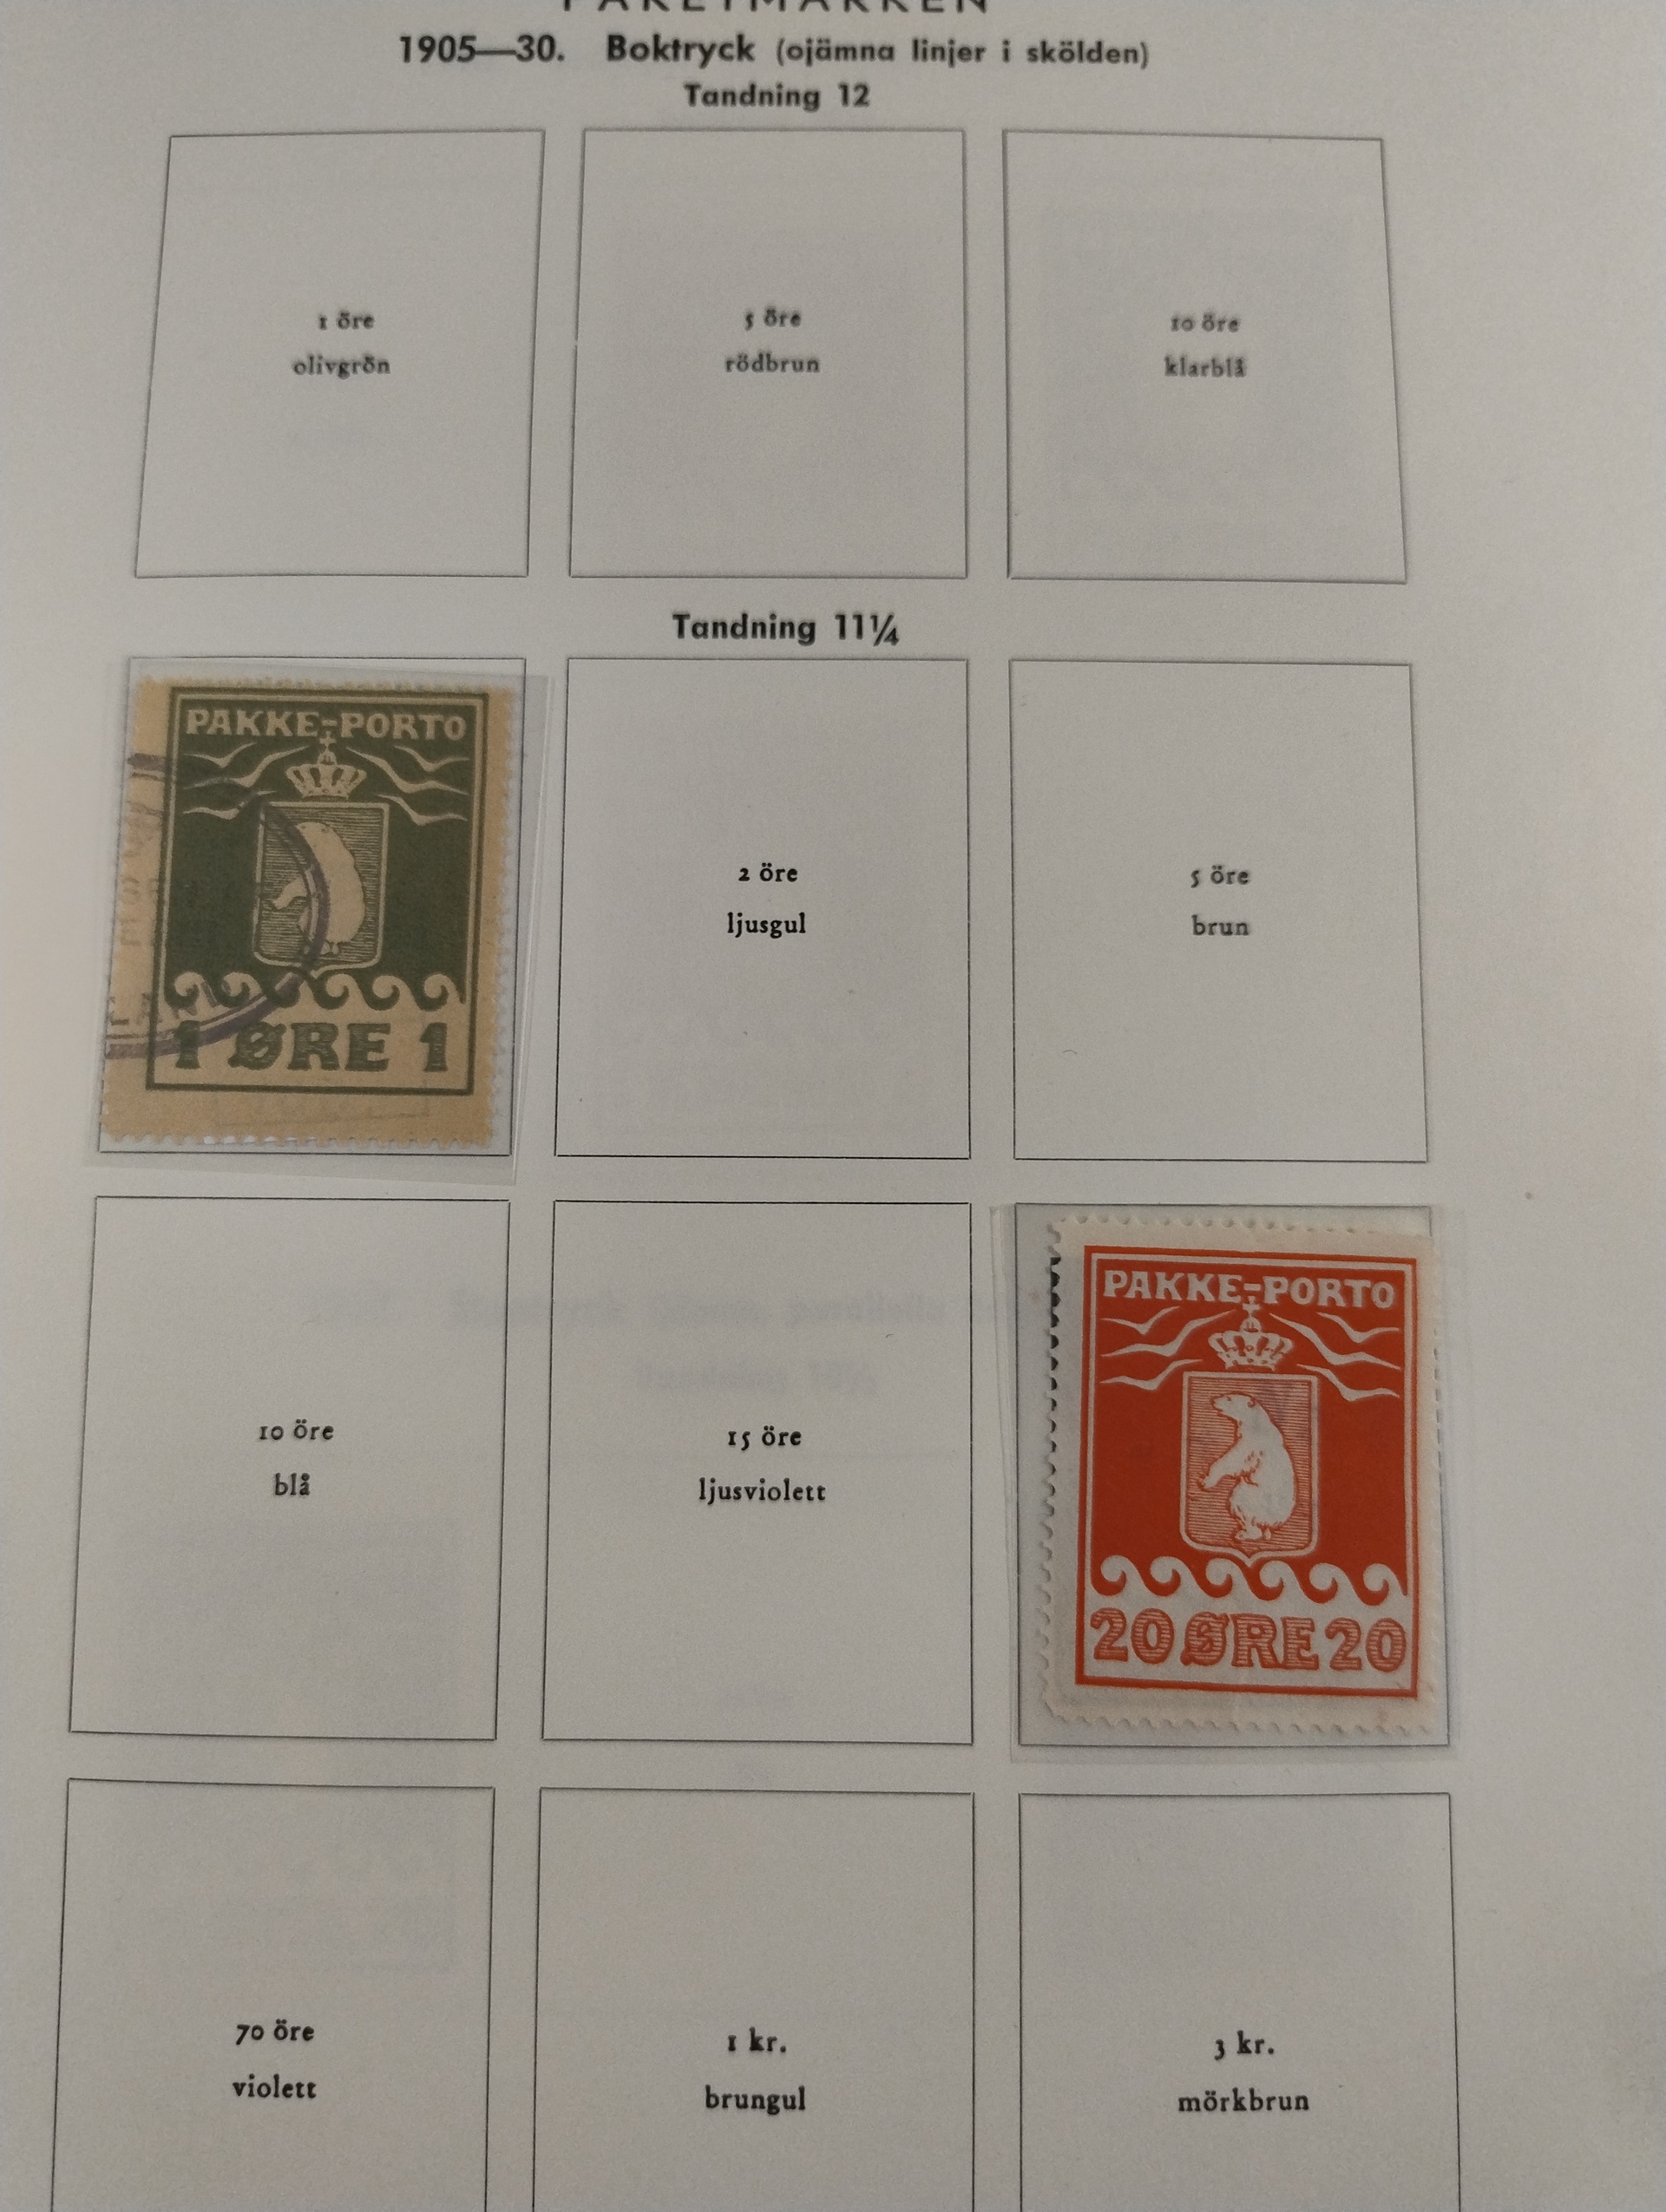 PAKETMÄRKEN
1905—30. Boktryck (ojämna linjer i skölden)
Tandning 12
1 öre
olivgrön
5 öre
rödbrun
10 öre
klarblå
Tandning 11¼
PAKKE-PORTO
1 ØRE 1
2 öre
ljusgul
5 öre
brun
10 öre
blå
15 öre
ljusviolett
PAKKE-PORTO
20 ØRE 20
70 öre
violett
1 kr.
brungul
3 kr.
mörkbrun